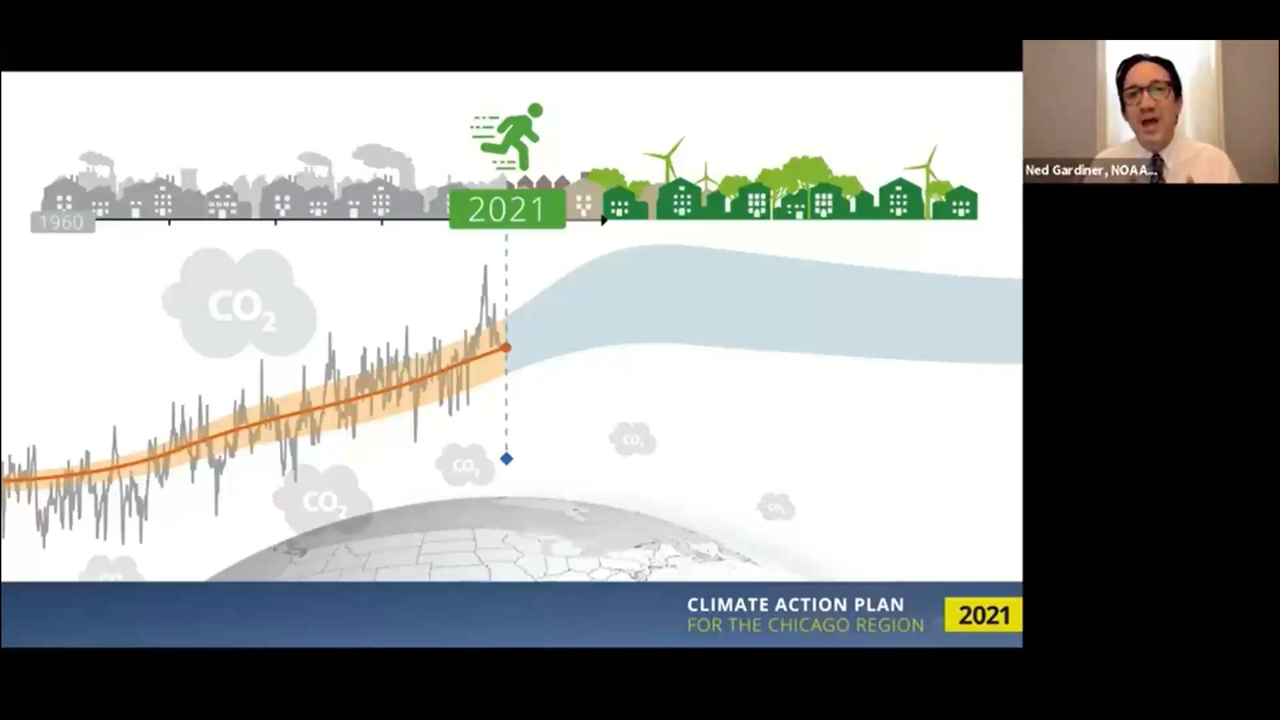 Ned Gardiner, NOAA...
1960
2021
CO2
CO2
CO2
CO2
CLIMATE ACTION PLAN
FOR THE CHICAGO REGION
2021